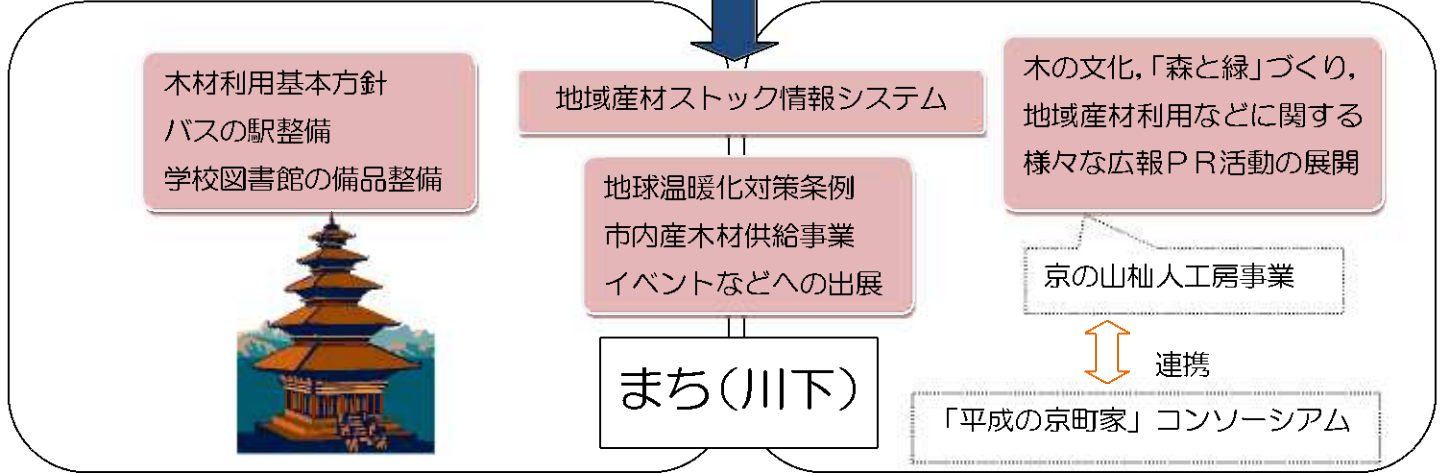 木材利用基本方針
バスの駅整備
学校図書館の備品整備
地域産材ストック情報システム
地球温暖化対策条例
市内産木材供給事業
イベントなどへの出展
まち(川下)
木の文化,「森と緑」づくり,
地域産材利用などに関する
様々な広報PR活動の展開
京の山杣人工房事業
連携
「平成の京町家」コンソーシアム